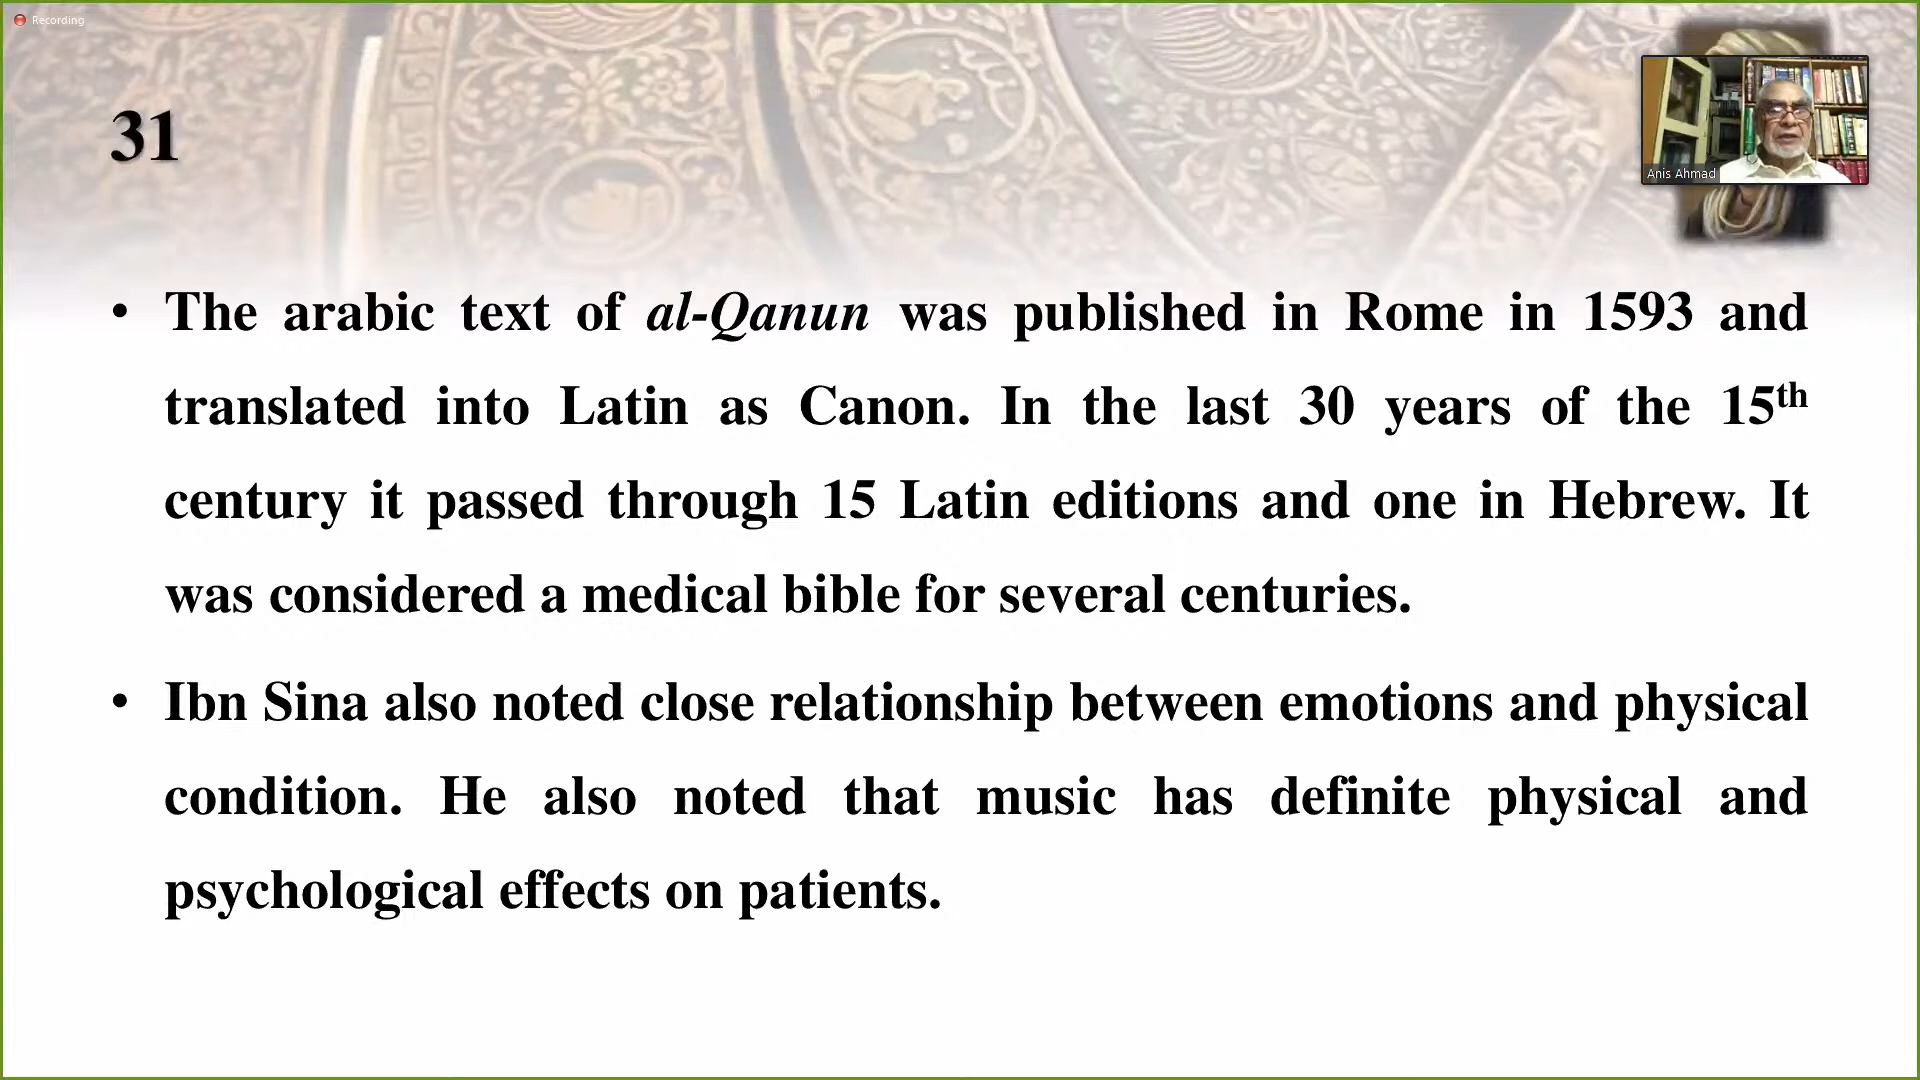 Recording
31
Anis Ahmad
• The arabic text of al-Qanun was published in Rome in 1593 and
translated into Latin as Canon. In the last 30 years of the 15th
century it passed through 15 Latin editions and one in Hebrew. It
was considered a medical bible for several centuries.
• Ibn Sina also noted close relationship between emotions and physical
condition. He also noted that music has definite physical and
psychological effects on patients.